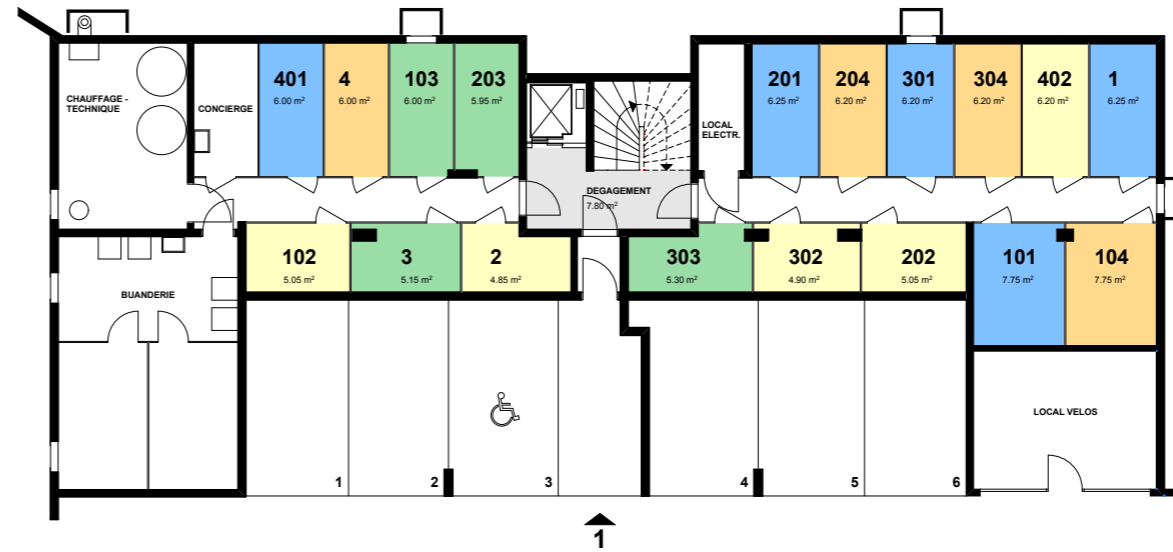 401
6.00 m²
4
6.00 m²
103
6.00 m²
203
5.95 m²
201
6.25 m²
204
6.20 m²
301
6.20 m²
304
6.20 m²
402
6.20 m²
1
6.25 m²
CHAUFFAGE -
TECHNIQUE
CONCIERGE
LOCAL
ELECTR.
DEGAGEMENT
7.80 m²
102
5.05 m²
3
5.15 m²
2
4.85 m²
303
5.30 m²
302
4.90 m²
202
5.05 m²
101
7.75 m²
104
7.75 m²
BUANDERIE
LOCAL VELOS
1
2
3
4
5
6
1